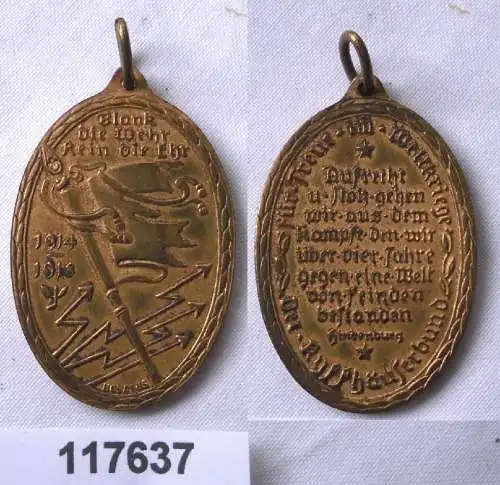 Blank
die Wehr
Rein die Ehr
1914
1918
Für Treue im Weltkriege
Aufrecht
u. stolz gehen
wir aus dem
Kampfe den wir
über vier Jahre
gegen eine Welt
von Feinden
bestanden
Hindenburg
Der Kyffhäuserbund
117637